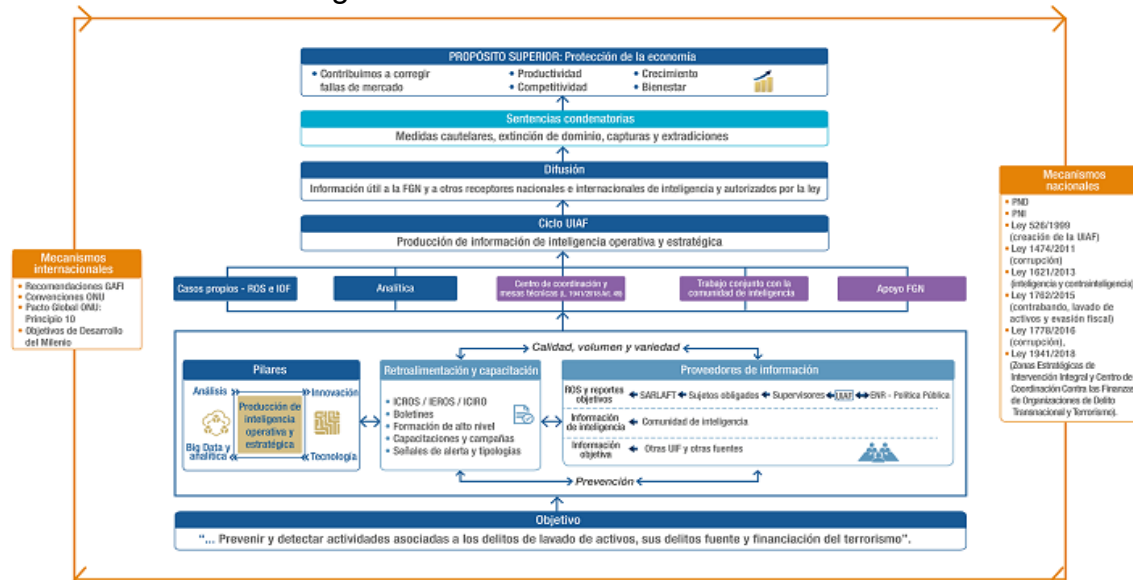 PROPÓSITO SUPERIOR: Protección de la economía
• Contribuimos a corregir
fallas de mercado
• Productividad
• Competitividad
• Crecimiento
• Bienestar
Sentencias condenatorias
Medidas cautelares, extinción de dominio, capturas y extradiciones
Difusión
Información útil a la FGN y a otros receptores nacionales e internacionales de inteligencia y autorizados por la ley
Ciclo UIAF
Producción de información de inteligencia operativa y estratégica
Casos propios - ROS e IOF
Analítica
Centro de coordinación y
mesas técnicas
Trabajo conjunto con la
comunidad de inteligencia
Apoyo FGN
Mecanismos
internacionales
• Recomendaciones GAFI
• Convenciones ONU
• Pacto Global ONU:
Principio 10
• Objetivos de Desarrollo
del Milenio
Calidad, volumen y variedad
Pilares
Análisis
Innovación
Producción de
inteligencia
operativa y
estratégica
Big Data y
analítica
Tecnología
Retroalimentación y capacitación
• ICROS / IEROS / ICIRO
• Boletines
• Formación de alto nivel
• Capacitaciones y campañas
• Señales de alerta y tipologías
Proveedores de información
ROS y reportes
objetivos
SARLAFT
Sujetos obligados
Supervisores
UIAF
ENR - Política Pública
Información
de inteligencia
Comunidad de inteligencia
Información
objetiva
Otras UIF y otras fuentes
Prevención
Objetivo
“... Prevenir y detectar actividades asociadas a los delitos de lavado de activos, sus delitos fuente y financiación del terrorismo”.
Mecanismos
nacionales
• PND
• PNI
• Ley 526/1999
(creación de la UIAF)
• Ley 1474/2011
(corrupción)
• Ley 1621/2013
(inteligencia y contrainteligencia)
• Ley 1762/2015
(contrabando, lavado de
activos y evasión fiscal)
• Ley 1778/2016
(corrupción),
• Ley 1941/2018
(Zonas Estratégicas de
Intervención Integral y Centro de
Coordinación Contra las Finanzas
de Organizaciones de Delito
Transnacional y Terrorismo).